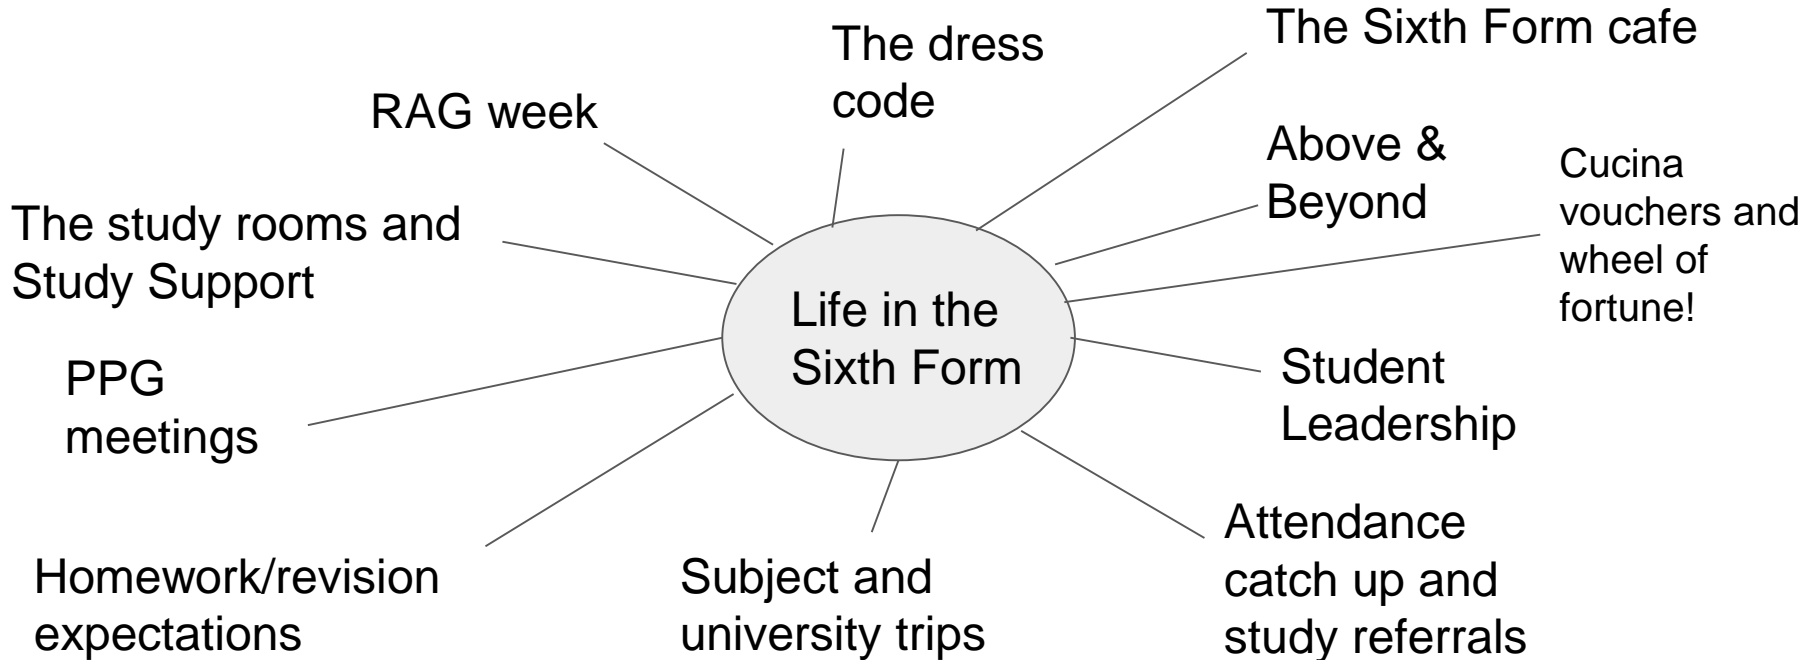 The Sixth Form cafe
The dress
code
RAG week
Above &
Beyond
Cucina
vouchers and
wheel of
fortune!
The study rooms and
Study Support
Life in the
Sixth Form
PPG
meetings
Student
Leadership
Homework/revision
expectations
Subject and
university trips
Attendance
catch up and
study referrals